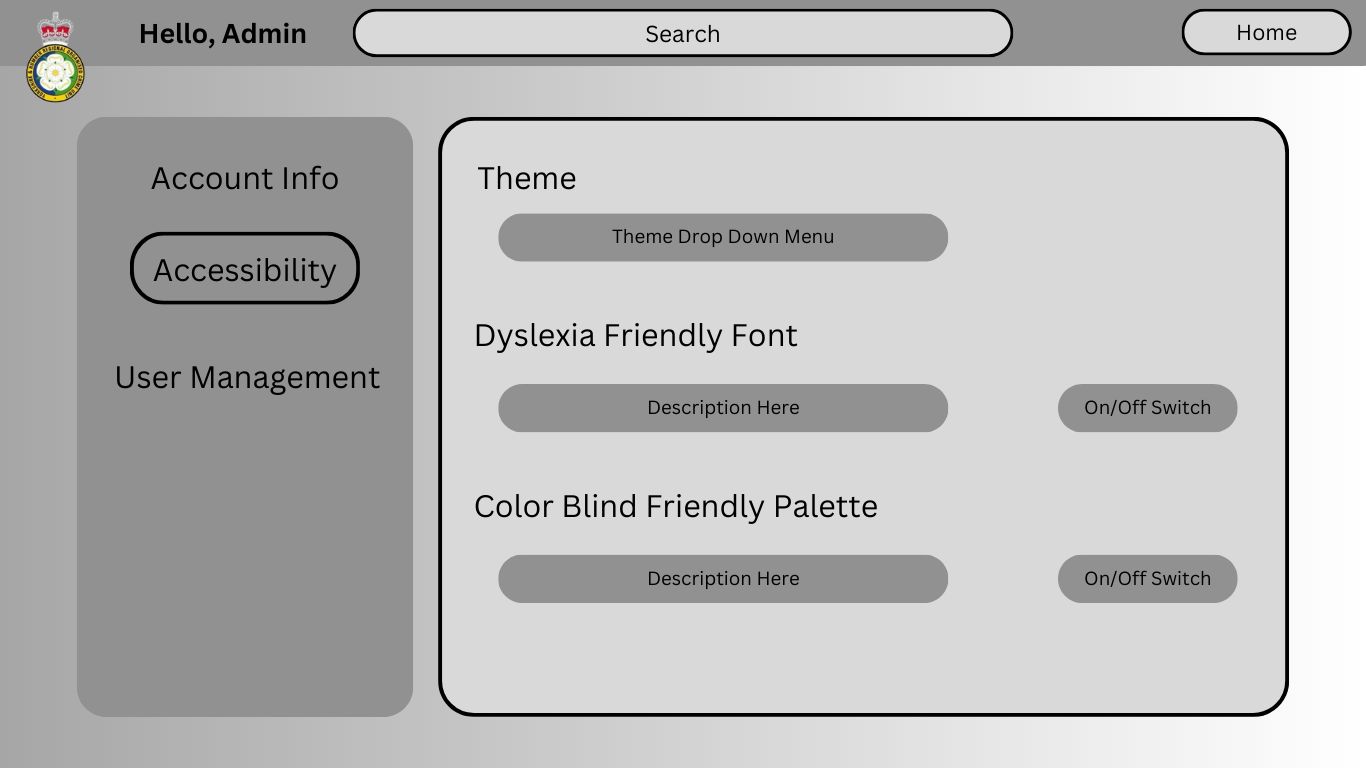 Hello, Admin
Search
Home
Account Info
Accessibility
User Management
Theme
Theme Drop Down Menu
Dyslexia Friendly Font
Description Here
On/Off Switch
Color Blind Friendly Palette
Description Here
On/Off Switch